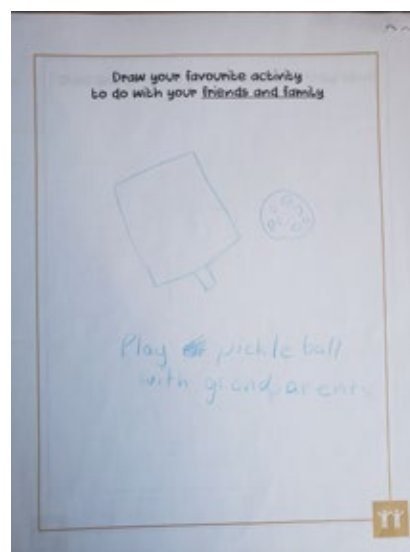 Draw your favourite activity
to do with your friends and family
Play pickle ball
with grandparents